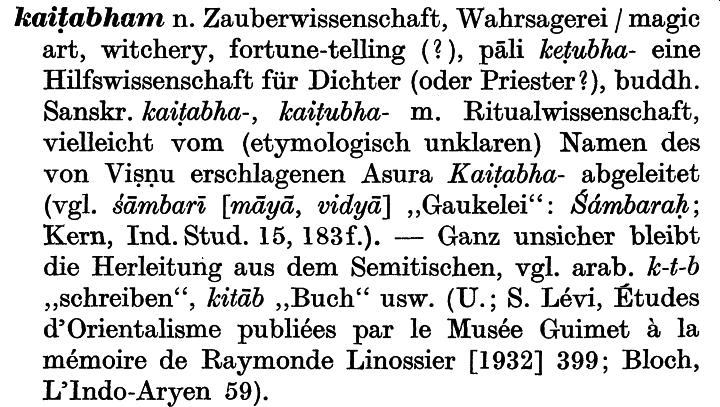 kaiṭabham n. Zauberwissenschaft, Wahrsagerei / magic
art, witchery, fortune-telling (?), pāli keṭubha- eine
Hilfswissenschaft für Dichter (oder Priester?), buddh.
Sanskr. kaiṭabha-, kaiṭubha- m. Ritualwissenschaft,
vielleicht vom (etymologisch unklaren) Namen des
von Viṣṇu erschlagenen Asura Kaiṭabha- abgeleitet
(vgl. śāmbarī [māyā, vidyā] „Gaukelei“: Śámbaraḥ;
Kern, Ind. Stud. 15, 183f.). — Ganz unsicher bleibt
die Herleitung aus dem Semitischen, vgl. arab. k-t-b
„schreiben“, kitāb „Buch“ usw. (U.; S. Lévi, Études
d’Orientalisme publiées par le Musée Guimet à la
mémoire de Raymonde Linossier [1932] 399; Bloch,
L’Indo-Aryen 59).